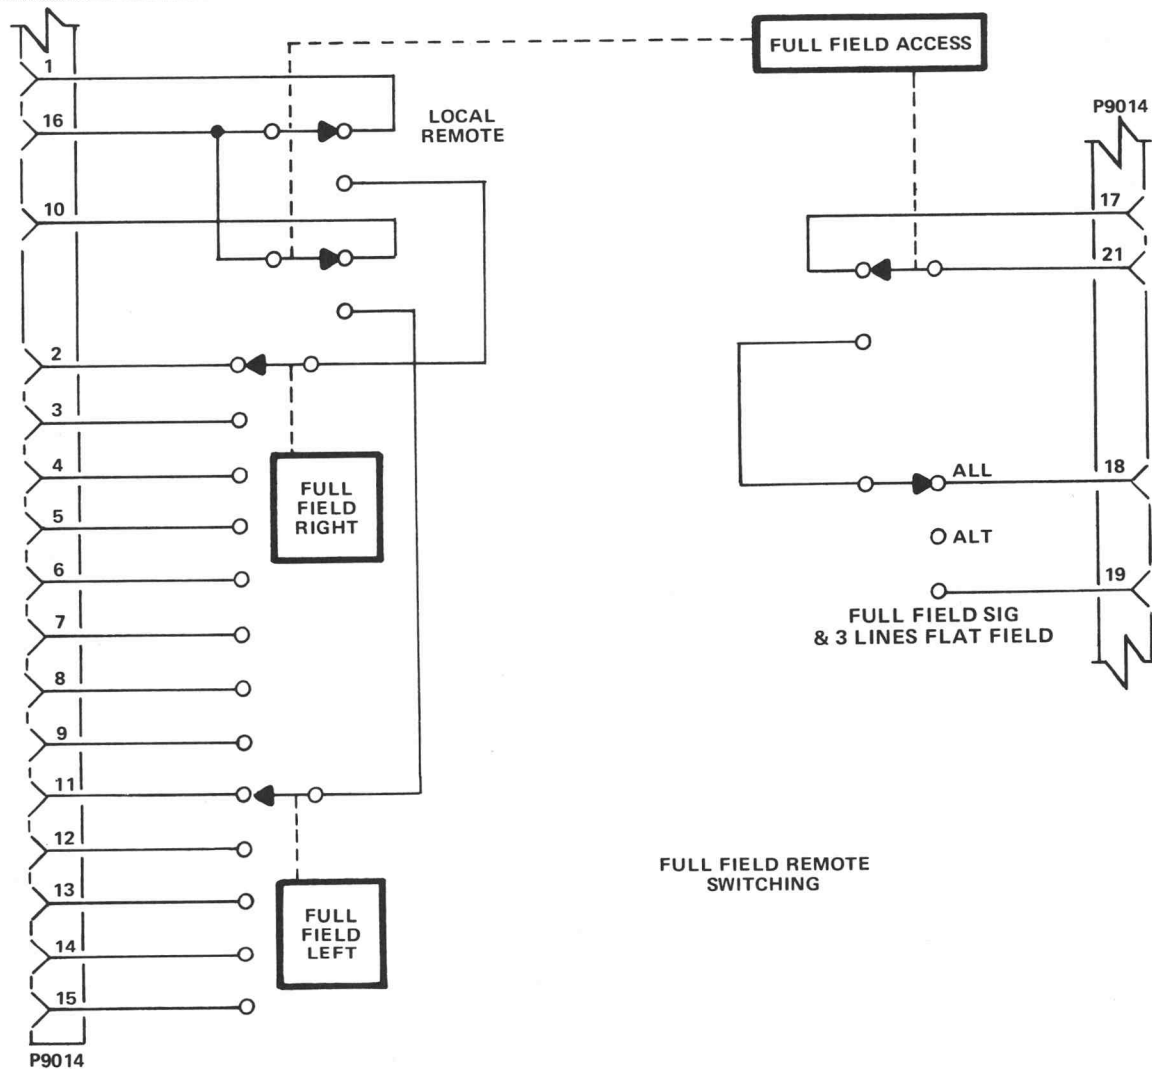 FULL FIELD ACCESS
P9014
1
16
LOCAL
REMOTE
10
17
21
2
3
4
5
6
7
8
9
11
12
13
14
15
P9014
FULL
FIELD
RIGHT
FULL
FIELD
LEFT
ALL
18
ALT
19
FULL FIELD SIG
& 3 LINES FLAT FIELD
FULL FIELD REMOTE
SWITCHING